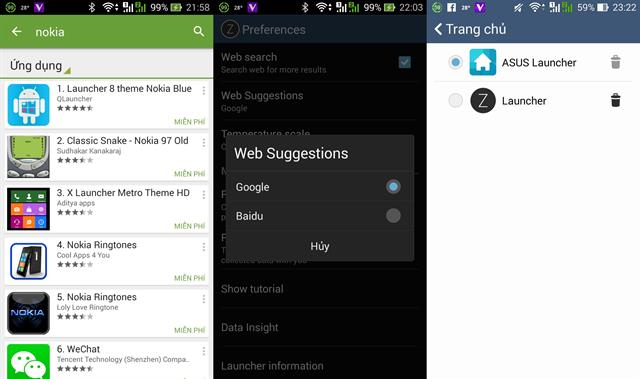 28°
99% 21:58
nokia
Ứng dụng
1. Launcher 8 theme Nokia Blue
QLauncher
MIỄN PHÍ
2. Classic Snake - Nokia 97 Old
Sudhakar Kanakaraj
MIỄN PHÍ
3. X Launcher Metro Theme HD
Aditya apps
MIỄN PHÍ
4. Nokia Ringtones
Cool Apps 4 You
MIỄN PHÍ
5. Nokia Ringtones
Loly Love Ringtones
MIỄN PHÍ
NOKIA
6. WeChat
Tencent Technology (Shenzhen) Compa..
28°
99% 22:03
Z Preferences
Web search
Search web for more results
Web Suggestions
Google
Temperature scale
Web Suggestions
Google
Baidu
Hủy
collected data with you
Show tutorial
Data Insight
Launcher information
28°
59% 23:22
Trang chủ
ASUS Launcher
Z Launcher